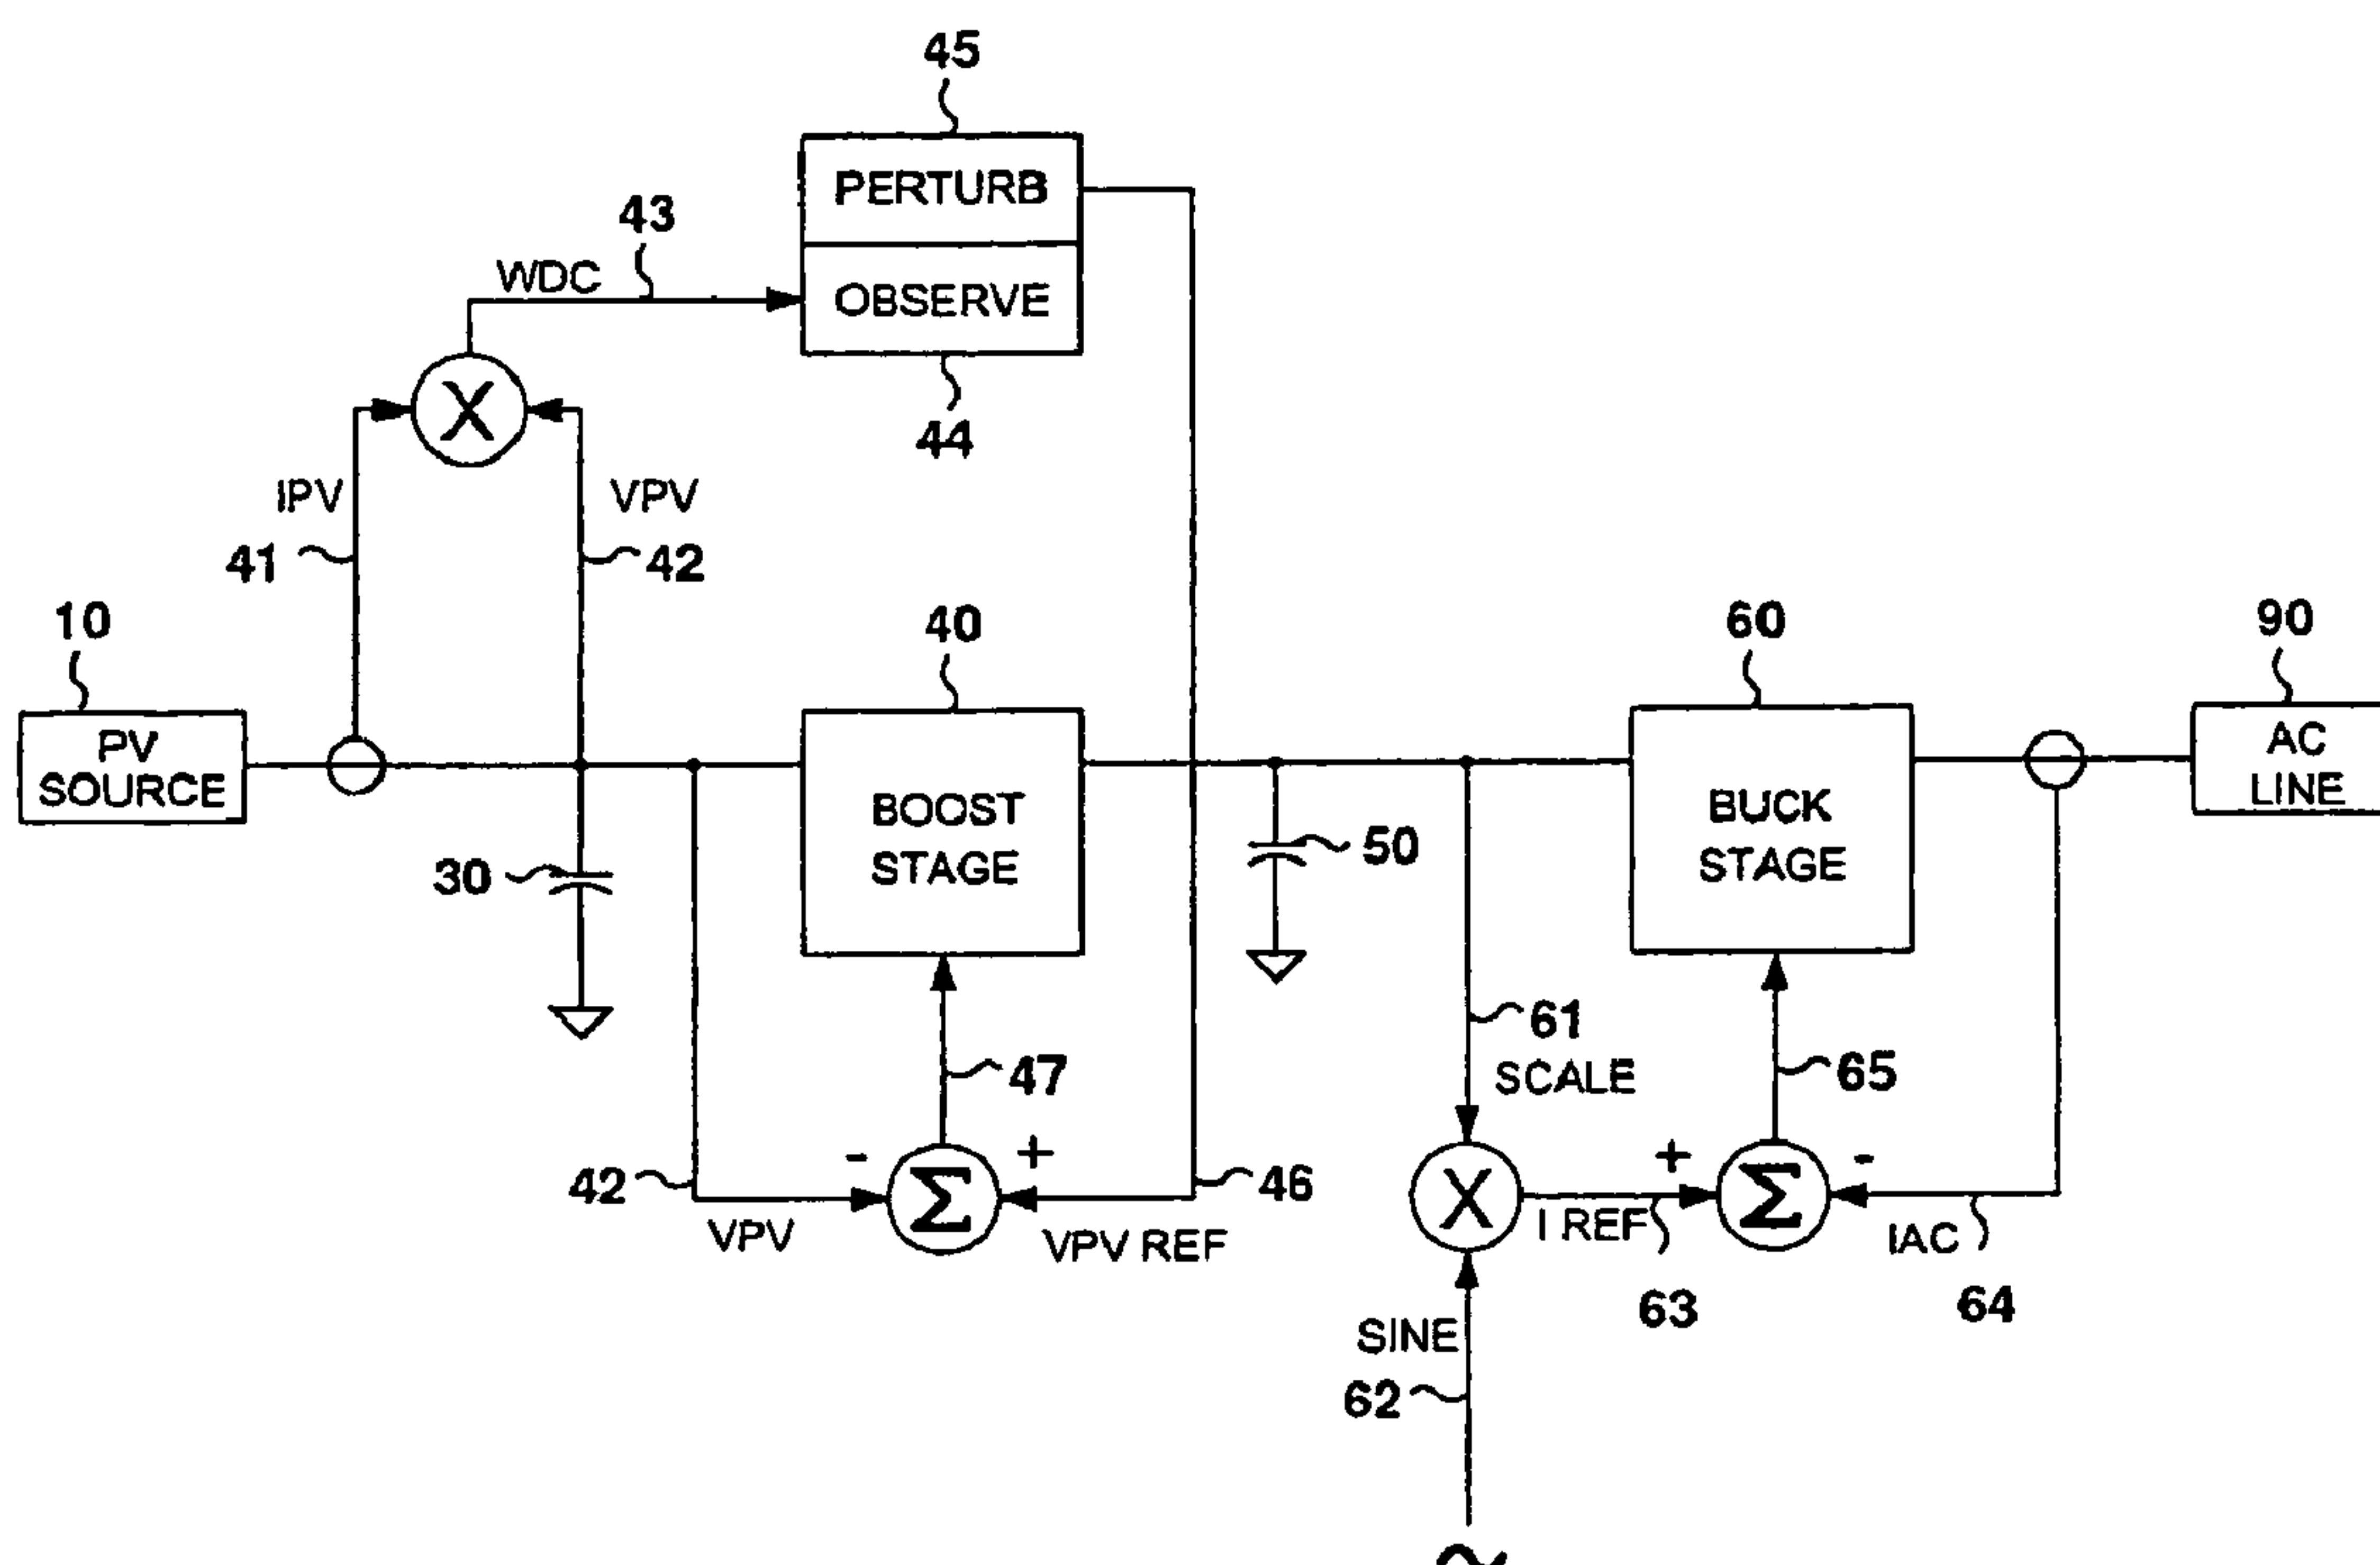 45
PERTURB
43
WDC
OBSERVE
X
44
IPV
VPV
41
42
10
40
60
90
PV
SOURCE
BOOST
STAGE
BUCK
STAGE
AC
LINE
30
50
61
SCALE
47
65
-
+
42
Σ
46
VPV
VPV REF
X
+
-
I REF
Σ
IAC
63
64
SINE
62
~